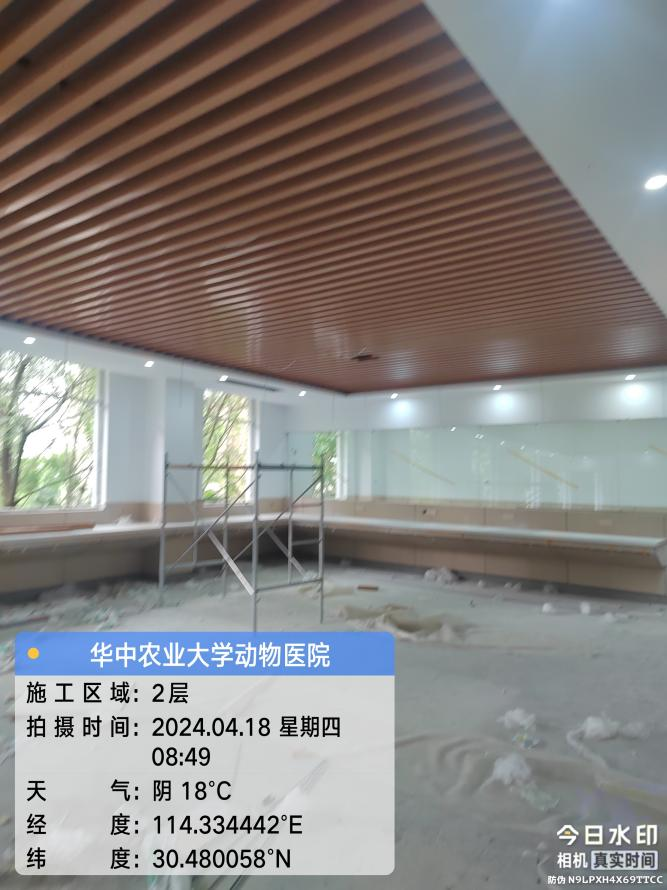 华中农业大学动物医院
施工区域：2层
拍摄时间：2024.04.18 星期四
08:49
天气：阴 18°C
经度：114.334442°E
纬度：30.480058°N
今日水印
相机 真实时间
防伪 N9LPXH4X69TTCC